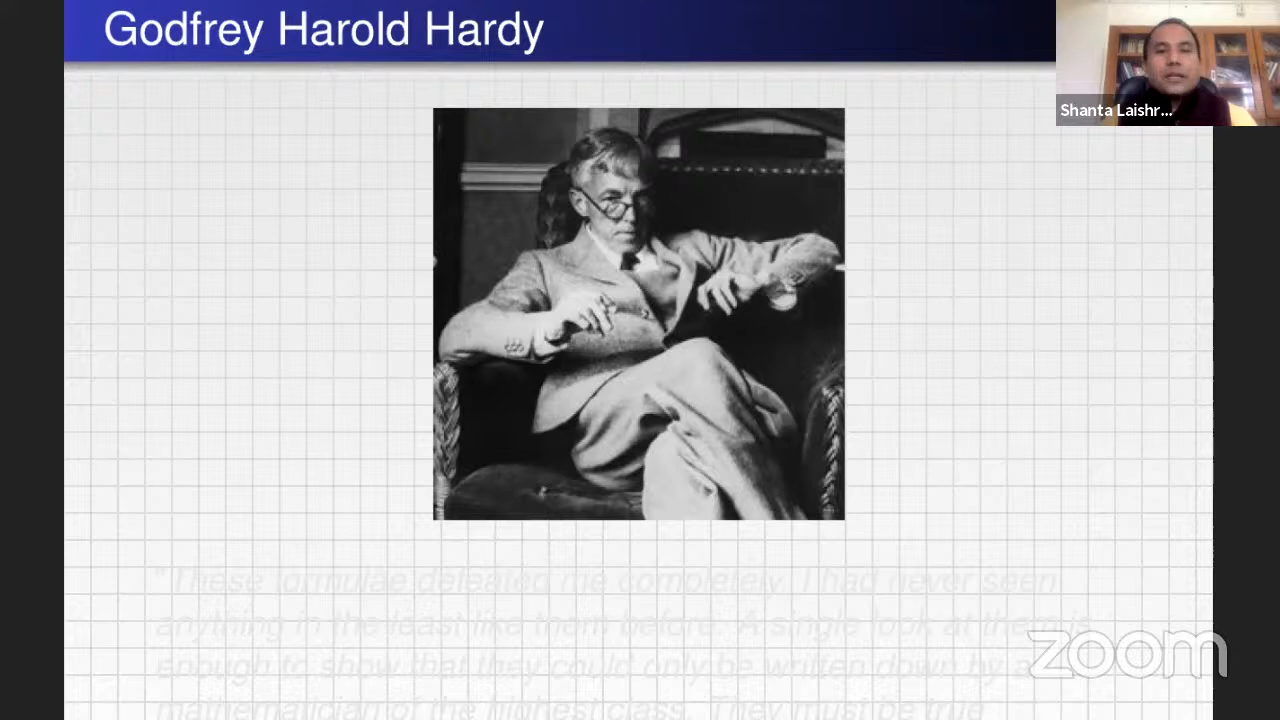 Godfrey Harold Hardy
Shanta Laishr...
"These formulae defeated me completely. I had never seen
anything in the least like them before. A single look at them is
enough to show that they could only be written down by a
mathematician of the highest class. They must be true
zoom